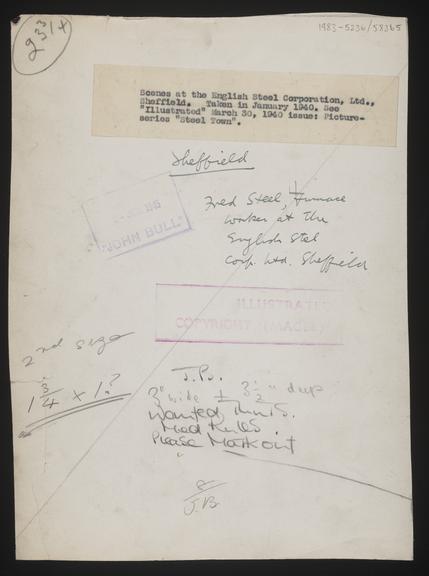 1983-5236/58365
Scenes at the English Steel Corporation, Ltd.,
Sheffield. Taken in January 1940. See
"Illustrated" March 30, 1940 issue: Picture-
series "Steel Town".
Sheffield
Fred Steel, Furnace
worker at the
English Stel
Corp. Ltd. Sheffield
"JOHN BULL"
ILLUSTRATED
COPYRIGHT
2nd size
1 3/4 x 1?
J.B.
3" wide 3 1/2" deep
Wanted
Med Rules
Please Mark out
J.B.